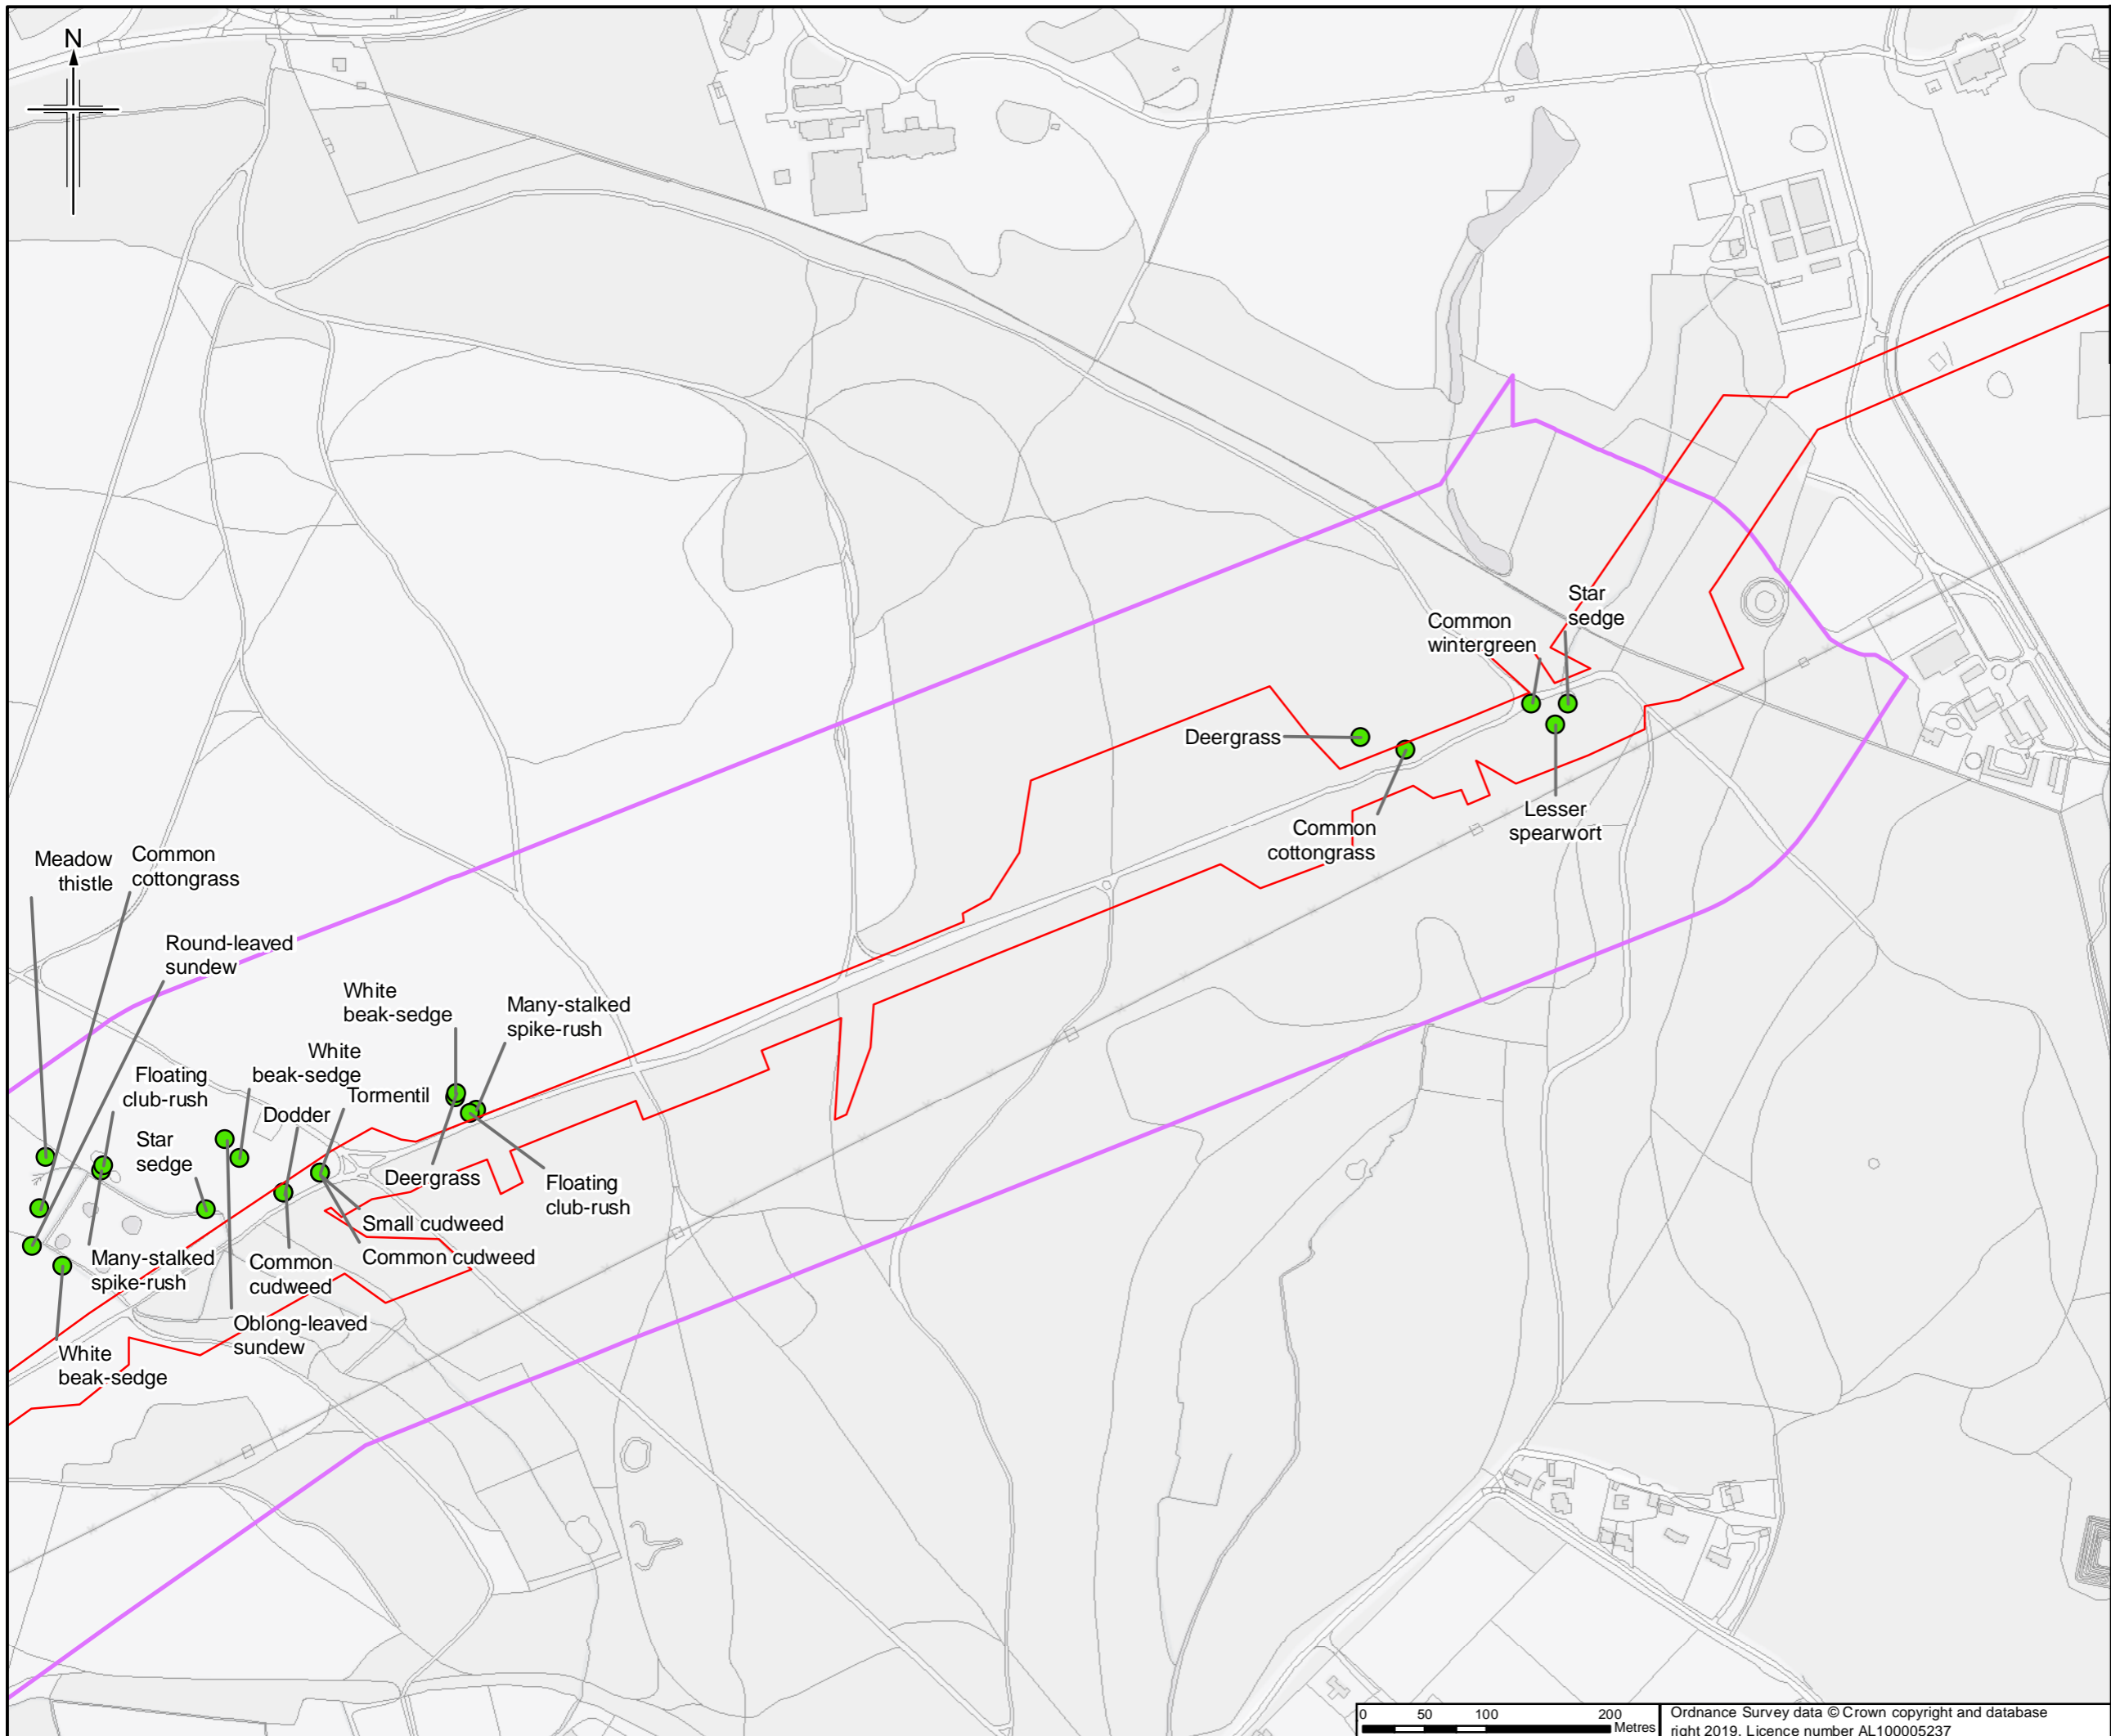 N
Star
sedge
Common
wintergreen
Deergrass
Common
cottongrass
Lesser
spearwort
Meadow
thistle
Common
cottongrass
Round-leaved
sundew
White
beak-sedge
Many-stalked
spike-rush
White
beak-sedge
Floating
club-rush
Tormentil
Dodder
Star
sedge
Deergrass
Floating
club-rush
Small cudweed
Common cudweed
Many-stalked
spike-rush
Common
cudweed
Oblong-leaved
sundew
White
beak-sedge
0 50 100 200
Metres
Ordnance Survey data © Crown copyright and database
right 2019. Licence number AL100005237